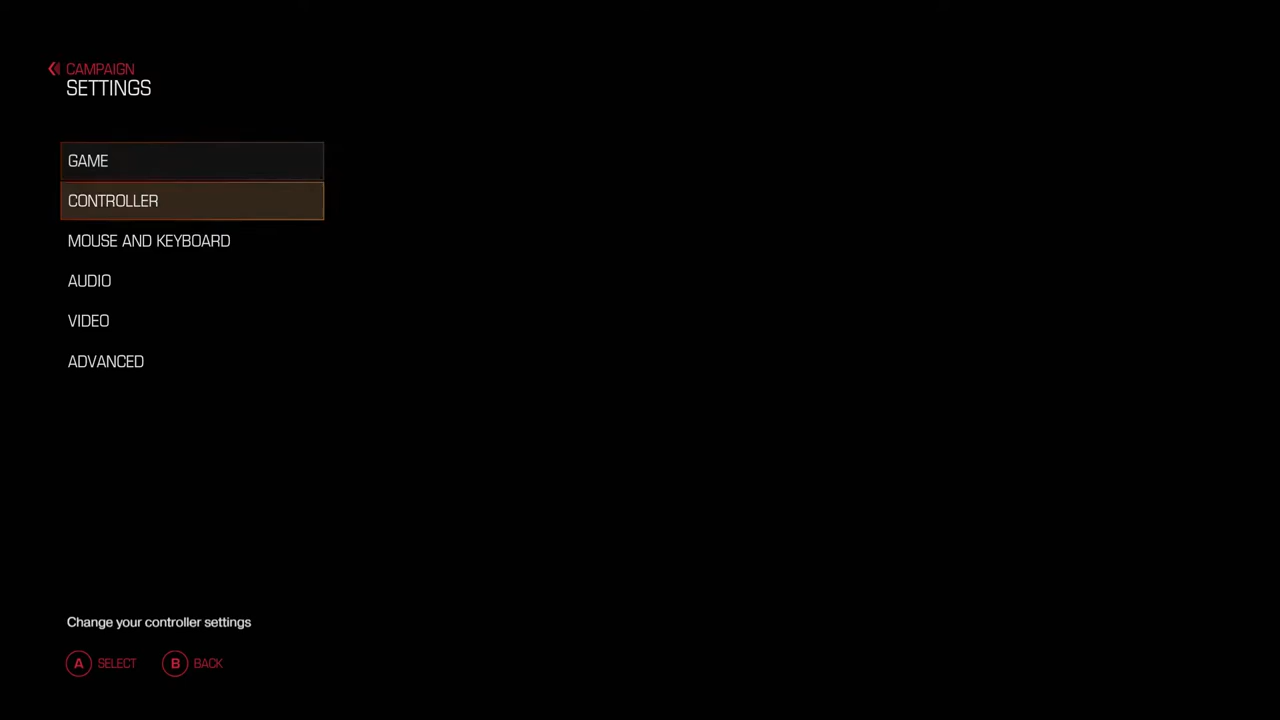 CAMPAIGN
SETTINGS
GAME
CONTROLLER
MOUSE AND KEYBOARD
AUDIO
VIDEO
ADVANCED
Change your controller settings
A SELECT B BACK